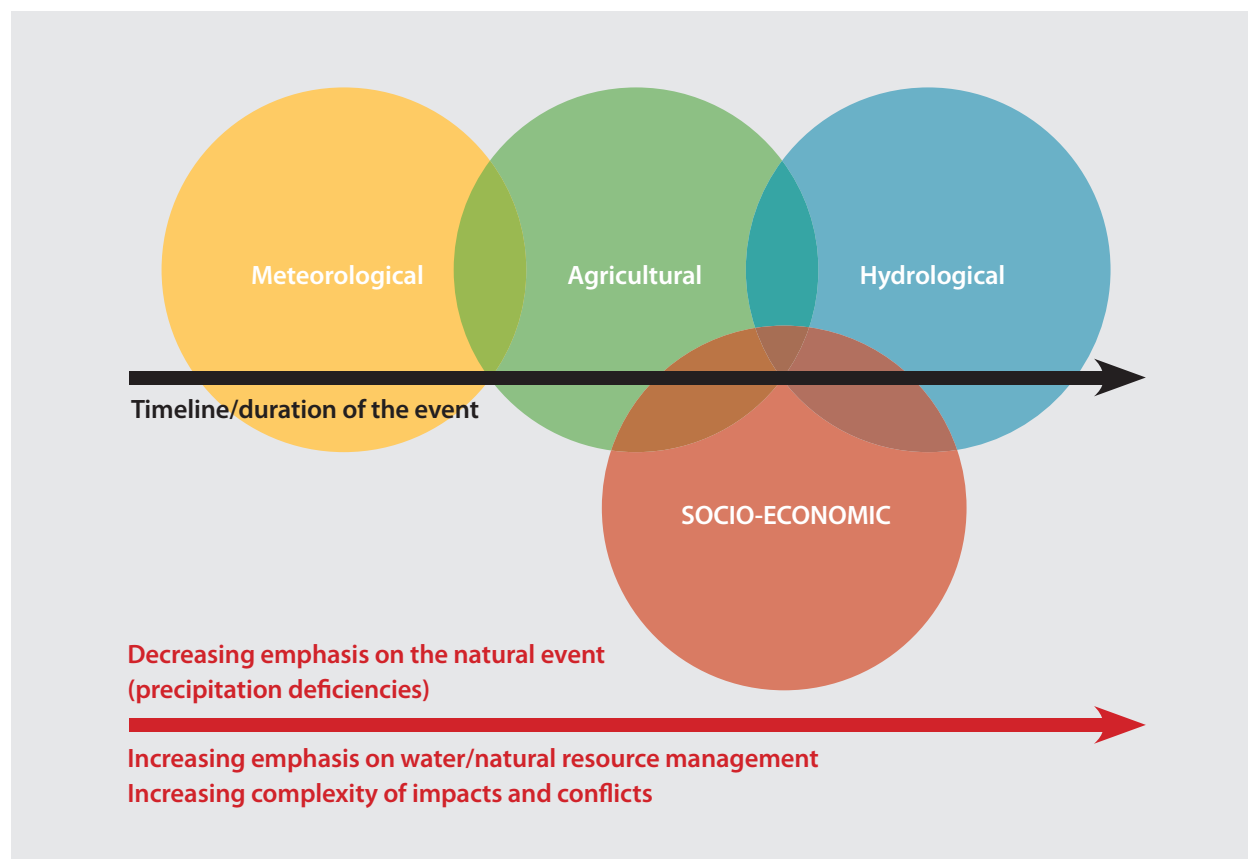 Meteorological
Agricultural
Hydrological
Timeline/duration of the event
SOCIO-ECONOMIC
Decreasing emphasis on the natural event
(precipitation deficiencies)
Increasing emphasis on water/natural resource management
Increasing complexity of impacts and conflicts